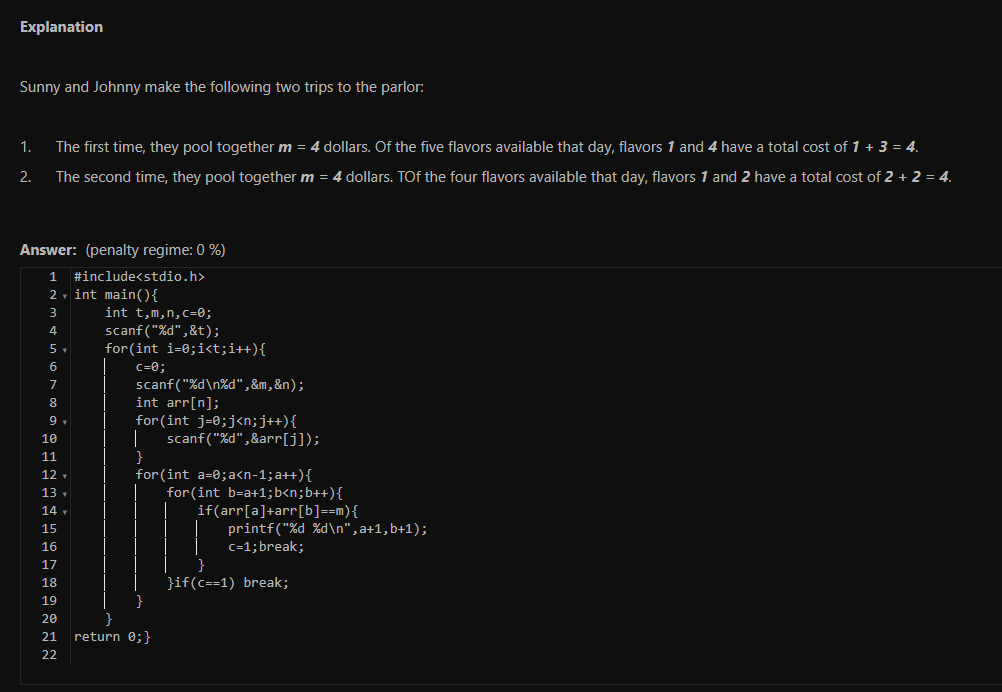 Explanation
Sunny and Johnny make the following two trips to the parlor:
1. The first time, they pool together m = 4 dollars. Of the five flavors available that day, flavors 1 and 4 have a total cost of 1 + 3 = 4.
2. The second time, they pool together m = 4 dollars. TOf the four flavors available that day, flavors 1 and 2 have a total cost of 2 + 2 = 4.
Answer: (penalty regime: 0 %)
1 #include<stdio.h>
2 int main(){
3     int t,m,n,c=0;
4     scanf("%d",&t);
5     for(int i=0;i<t;i++){
6         c=0;
7         scanf("%d\n%d",&m,&n);
8         int arr[n];
9         for(int j=0;j<n;j++){
10             scanf("%d",&arr[j]);
11         }
12         for(int a=0;a<n-1;a++){
13             for(int b=a+1;b<n;b++){
14                 if(arr[a]+arr[b]==m){
15                     printf("%d %d\n",a+1,b+1);
16                     c=1;break;
17                 }
18             }if(c==1) break;
19         }
20     }
21 return 0;}
22